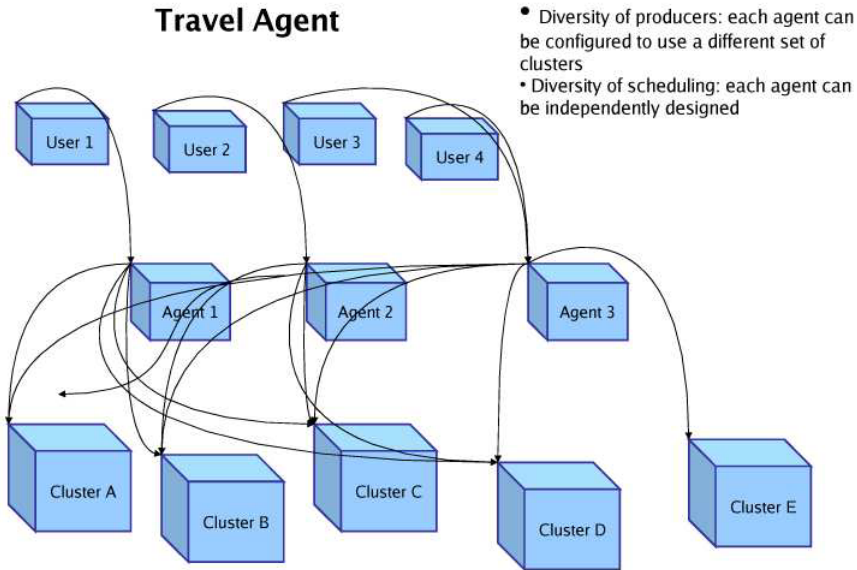 Travel Agent
• Diversity of producers: each agent can
be configured to use a different set of
clusters
• Diversity of scheduling: each agent can
be independently designed
User 1
User 2
User 3
User 4
Agent 1
Agent 2
Agent 3
Cluster A
Cluster B
Cluster C
Cluster D
Cluster E